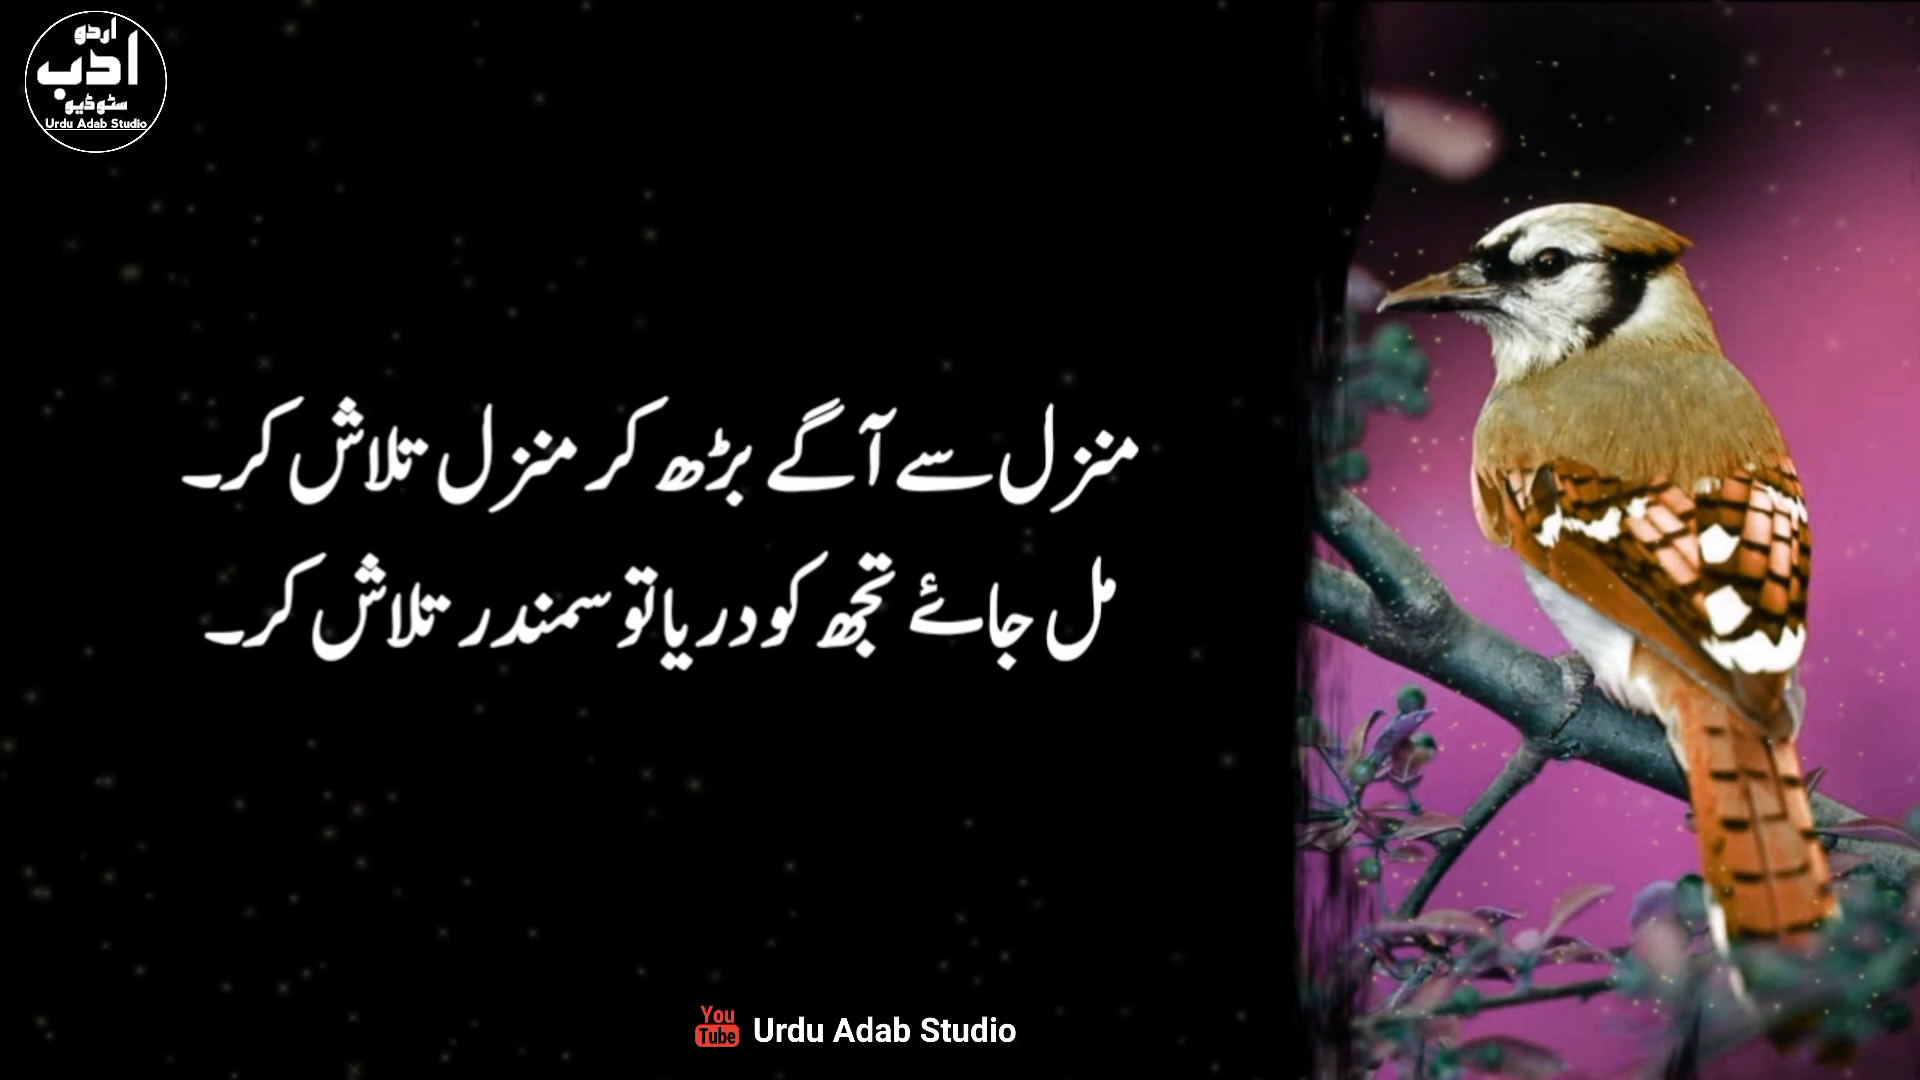 اردو
ادب
سٹوڈیو
Urdu Adab Studio
منزل سے آگے بڑھ کر منزل تلاش کر۔
مل جائے تجھ کو دریا تو سمندر تلاش کر۔
You
Tube
Urdu Adab Studio